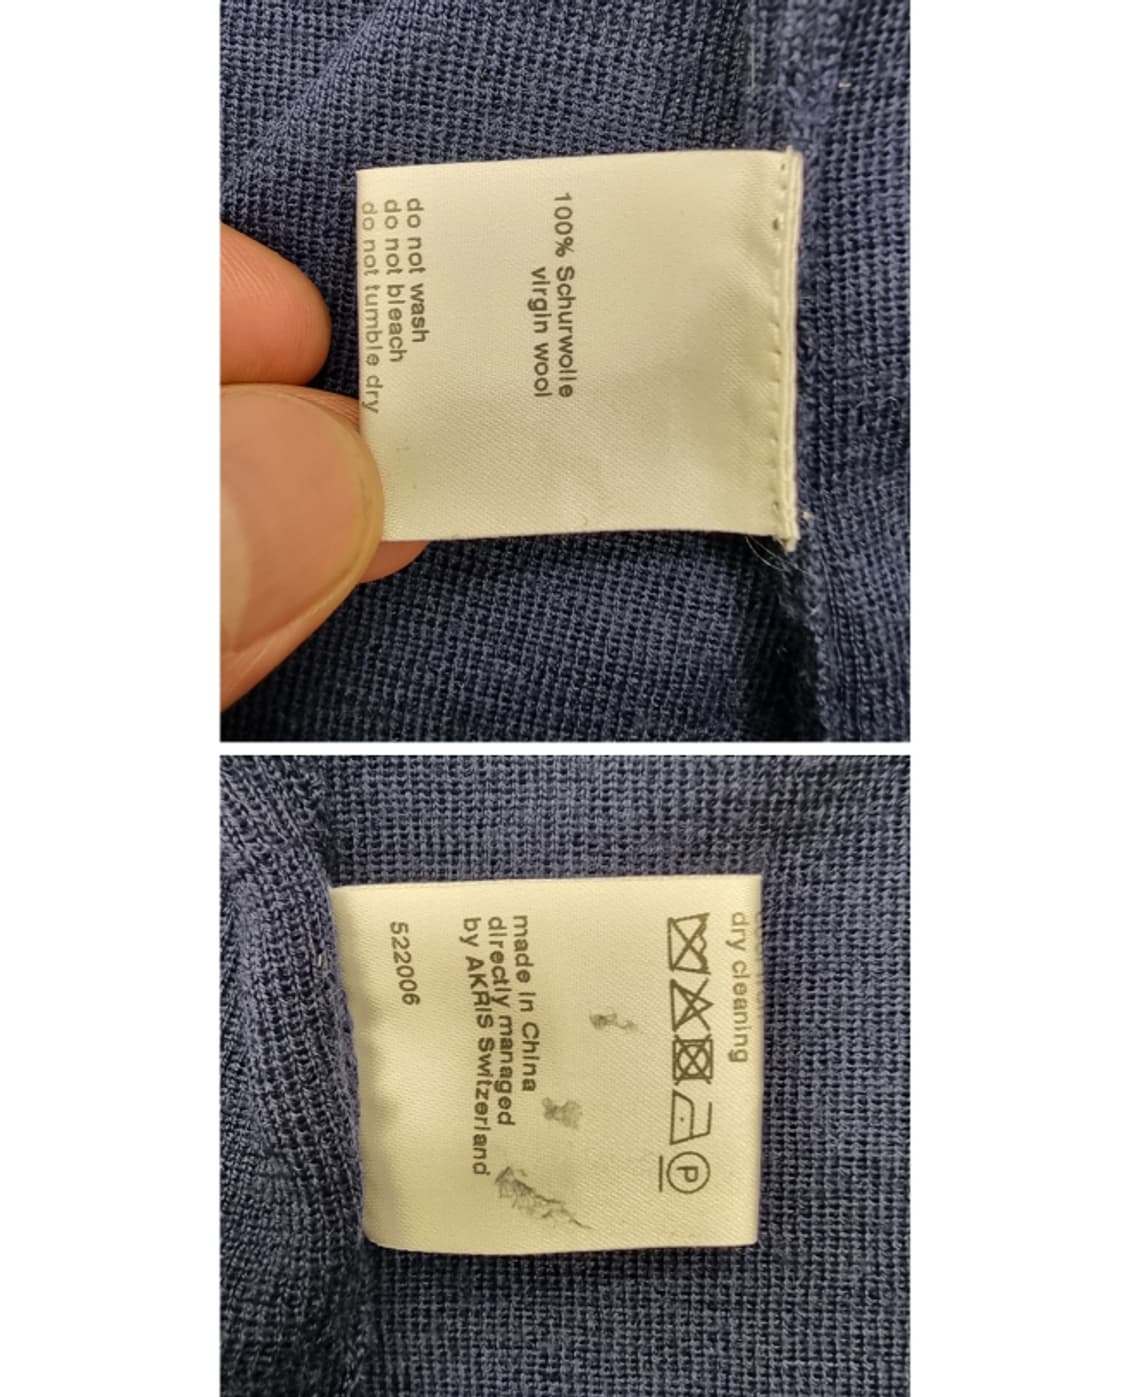 100% Schurwolle
virgin wool
do not wash
do not bleach
do not tumble dry
dry cleaning
P
made in China
directly managed
by AKRIS Switzerland
522006